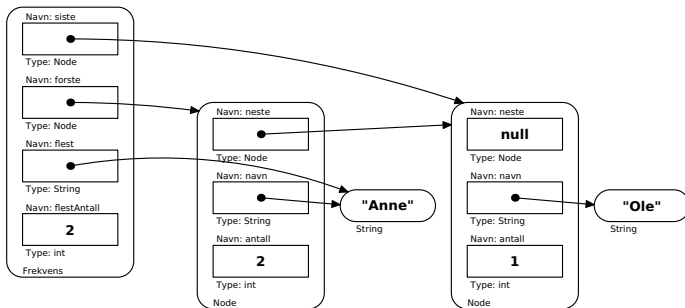 Navn: siste
Type: Node
Navn: forste
Type: Node
Navn: flest
Type: String
Navn: flestAntall
2
Type: int
Frekvens
Navn: neste
Type: Node
Navn: navn
Type: String
Navn: antall
2
Type: int
Node
"Anne"
String
Navn: neste
null
Type: Node
Navn: navn
Type: String
Navn: antall
1
Type: int
Node
"Ole"
String